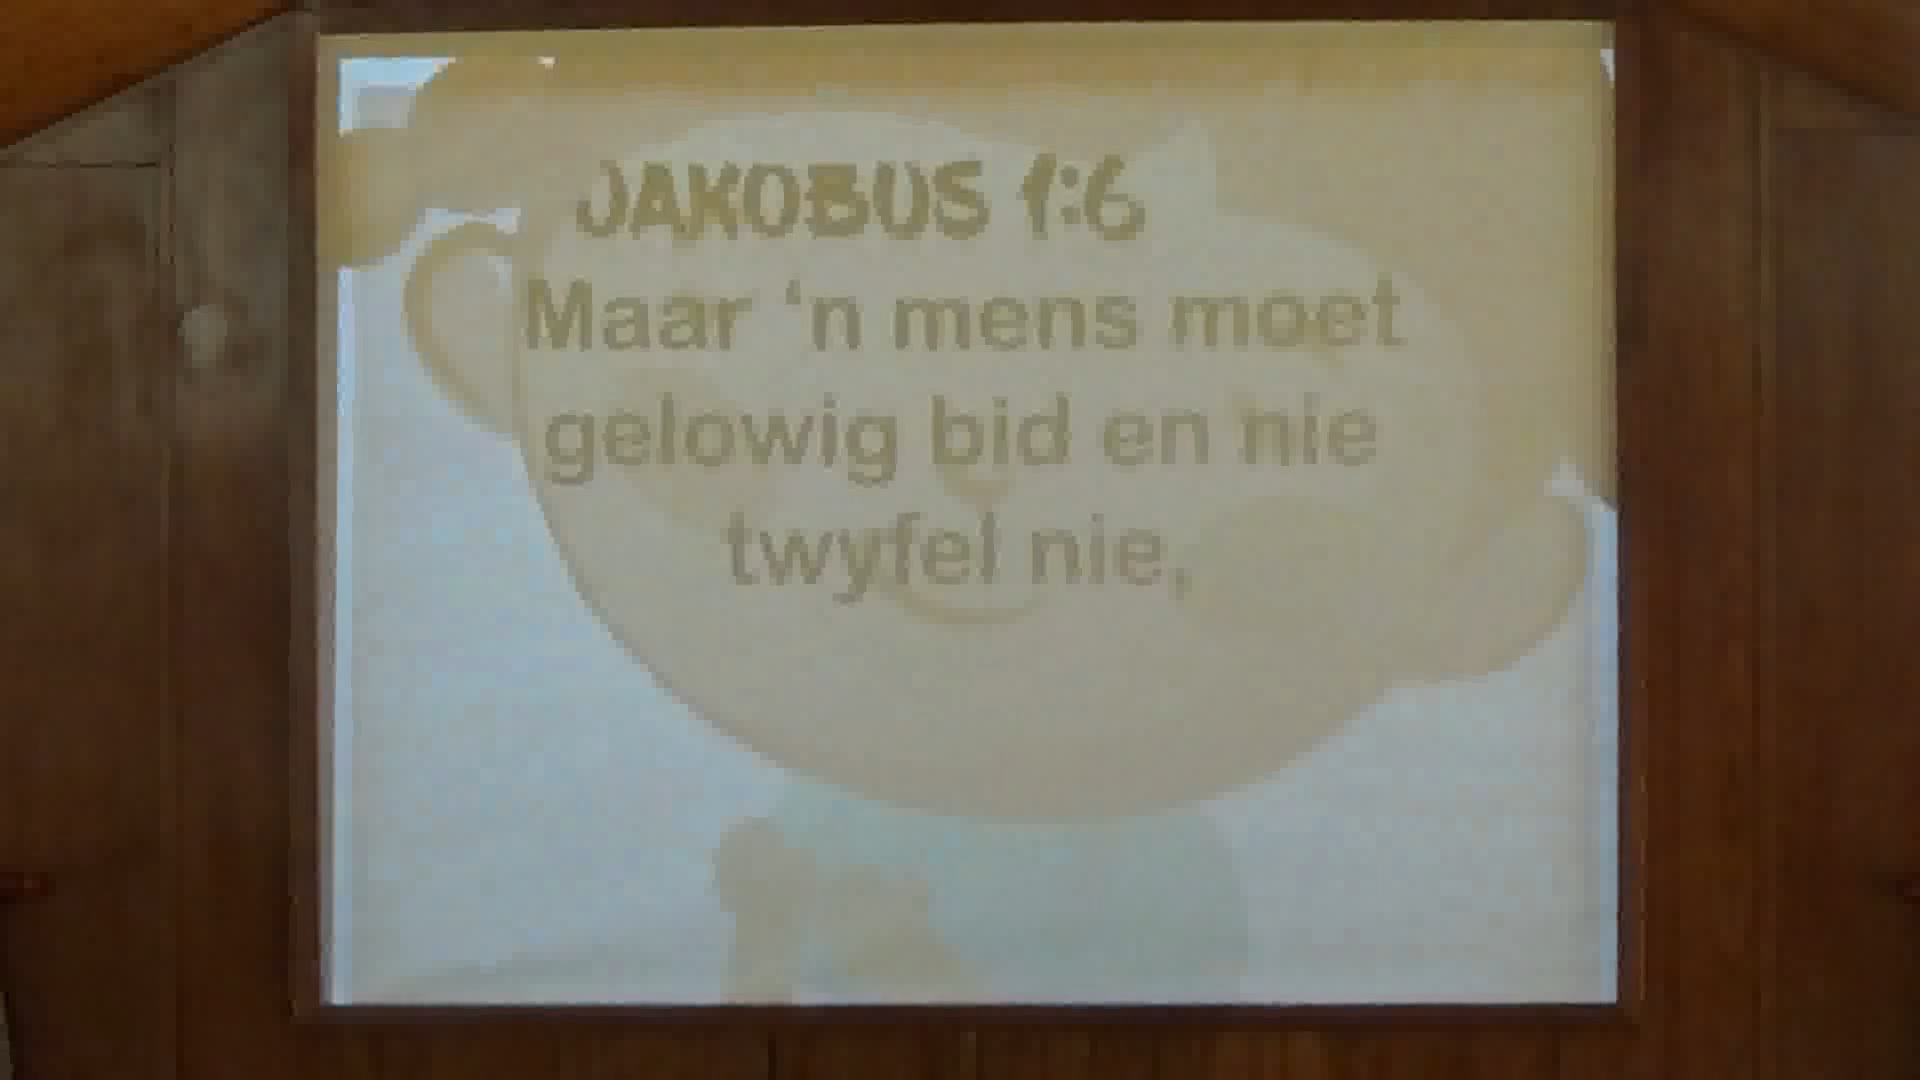 JAKOBUS 1:6
Maar ‘n mens moet
gelowig bid en nie
twyfel nie,